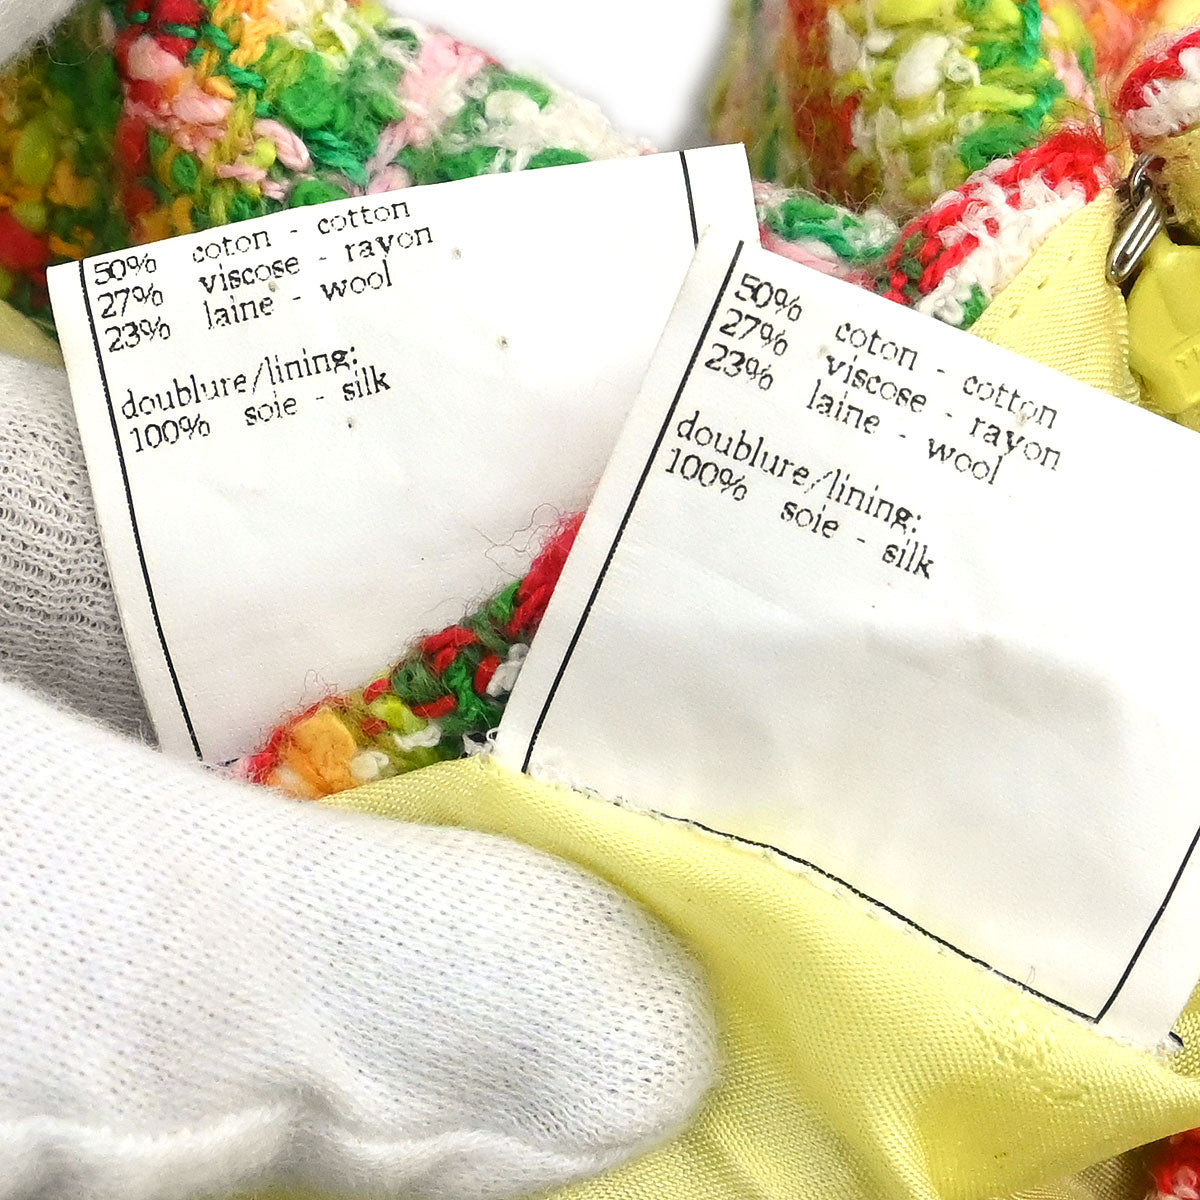 50% coton - cotton
27% viscose - rayon
23% laine - wool
doublure/lining:
100% soie - silk
50% coton - cotton
27% viscose - rayon
23% laine - wool
doublure/lining:
100% soie - silk